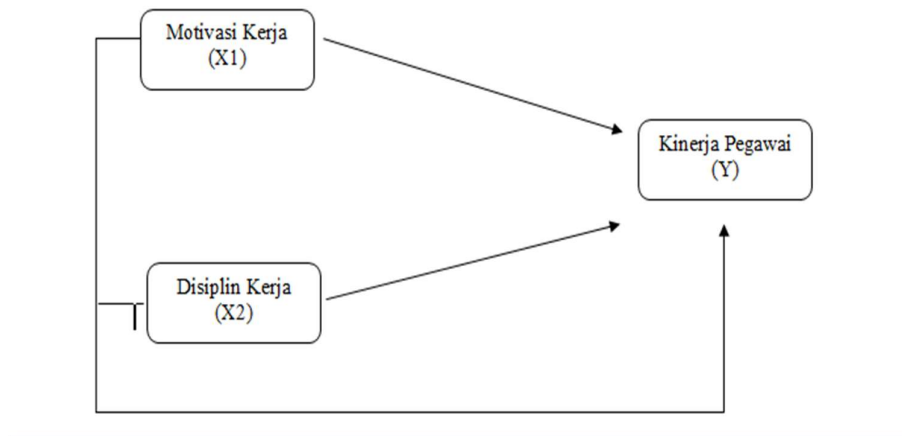 Motivasi Kerja
(X1)
Kinerja Pegawai
(Y)
Disiplin Kerja
(X2)